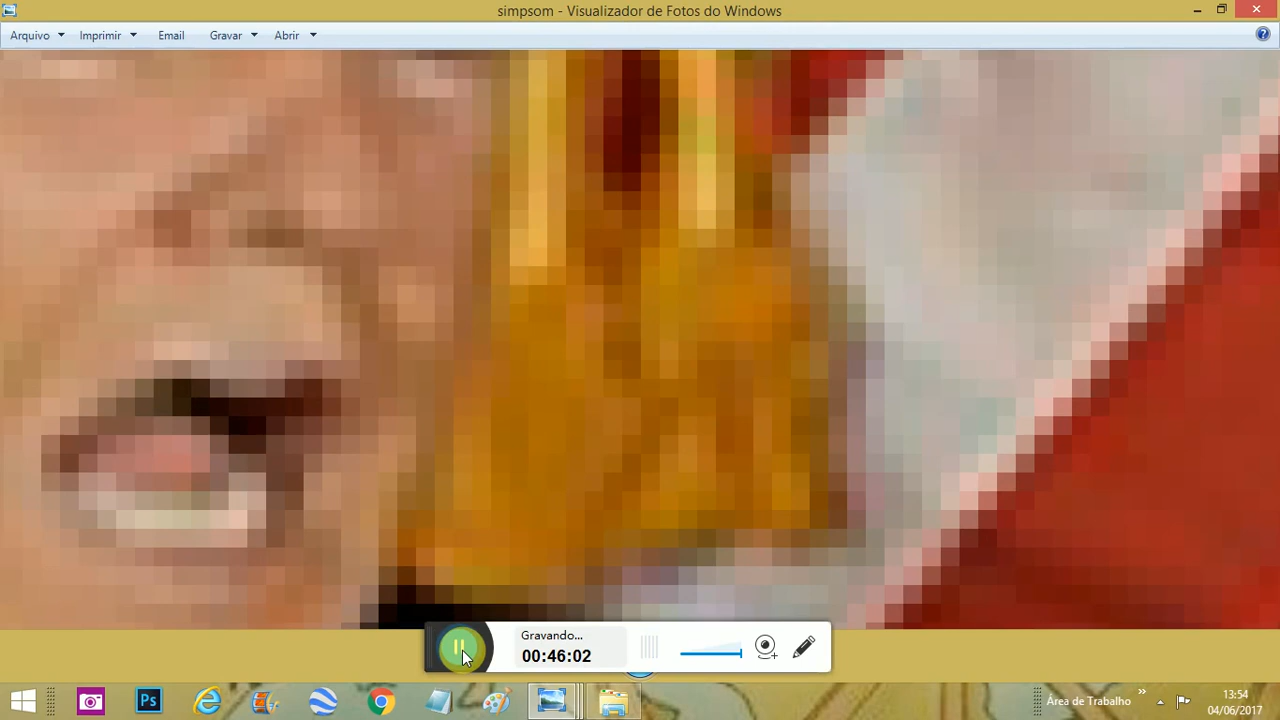 simpsom - Visualizador de Fotos do Windows
Arquivo Imprimir Email Gravar Abrir
Gravando...
00:46:02
Ps
Área de Trabalho
13:54
04/06/2017